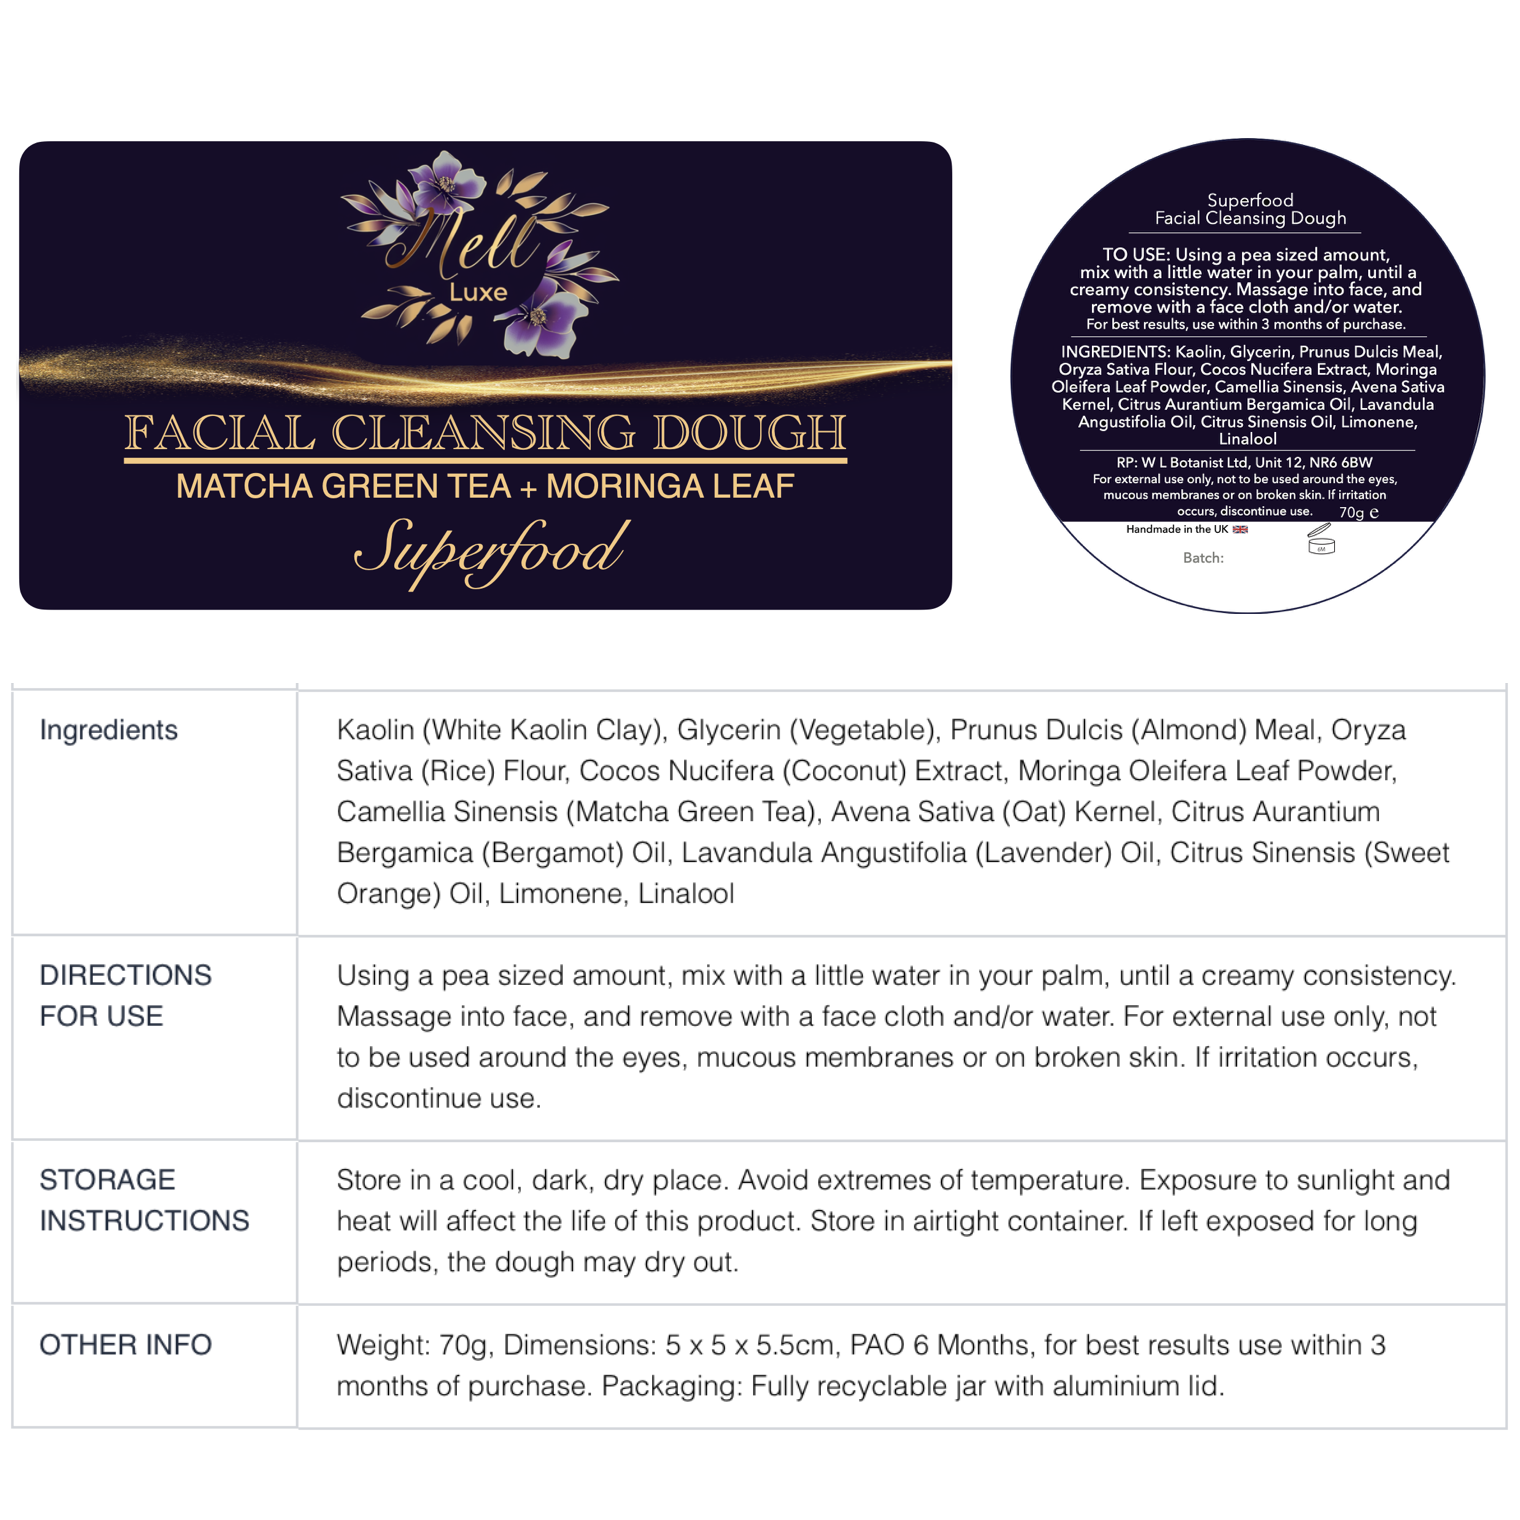 Mell
Luxe
FACIAL CLEANSING DOUGH
MATCHA GREEN TEA + MORINGA LEAF
Superfood
Superfood
Facial Cleansing Dough
TO USE: Using a pea sized amount,
mix with a little water in your palm, until a
creamy consistency. Massage into face, and
remove with a face cloth and/or water.
For best results, use within 3 months of purchase.
INGREDIENTS: Kaolin, Glycerin, Prunus Dulcis Meal,
Oryza Sativa Flour, Cocos Nucifera Extract, Moringa
Oleifera Leaf Powder, Camellia Sinensis, Avena Sativa
Kernel, Citrus Aurantium Bergamica Oil, Lavandula
Angustifolia Oil, Citrus Sinensis Oil, Limonene,
Linalool
RP: W L Botanist Ltd, Unit 12, NR6 6BW
For external use only, not to be used around the eyes,
mucous membranes or on broken skin. If irritation
occurs, discontinue use. 70g ℮
Handmade in the UK
6M
Batch:
Ingredients
Kaolin (White Kaolin Clay), Glycerin (Vegetable), Prunus Dulcis (Almond) Meal, Oryza
Sativa (Rice) Flour, Cocos Nucifera (Coconut) Extract, Moringa Oleifera Leaf Powder,
Camellia Sinensis (Matcha Green Tea), Avena Sativa (Oat) Kernel, Citrus Aurantium
Bergamica (Bergamot) Oil, Lavandula Angustifolia (Lavender) Oil, Citrus Sinensis (Sweet
Orange) Oil, Limonene, Linalool
DIRECTIONS
FOR USE
Using a pea sized amount, mix with a little water in your palm, until a creamy consistency.
Massage into face, and remove with a face cloth and/or water. For external use only, not
to be used around the eyes, mucous membranes or on broken skin. If irritation occurs,
discontinue use.
STORAGE
INSTRUCTIONS
Store in a cool, dark, dry place. Avoid extremes of temperature. Exposure to sunlight and
heat will affect the life of this product. Store in airtight container. If left exposed for long
periods, the dough may dry out.
OTHER INFO
Weight: 70g, Dimensions: 5 x 5 x 5.5cm, PAO 6 Months, for best results use within 3
months of purchase. Packaging: Fully recyclable jar with aluminium lid.